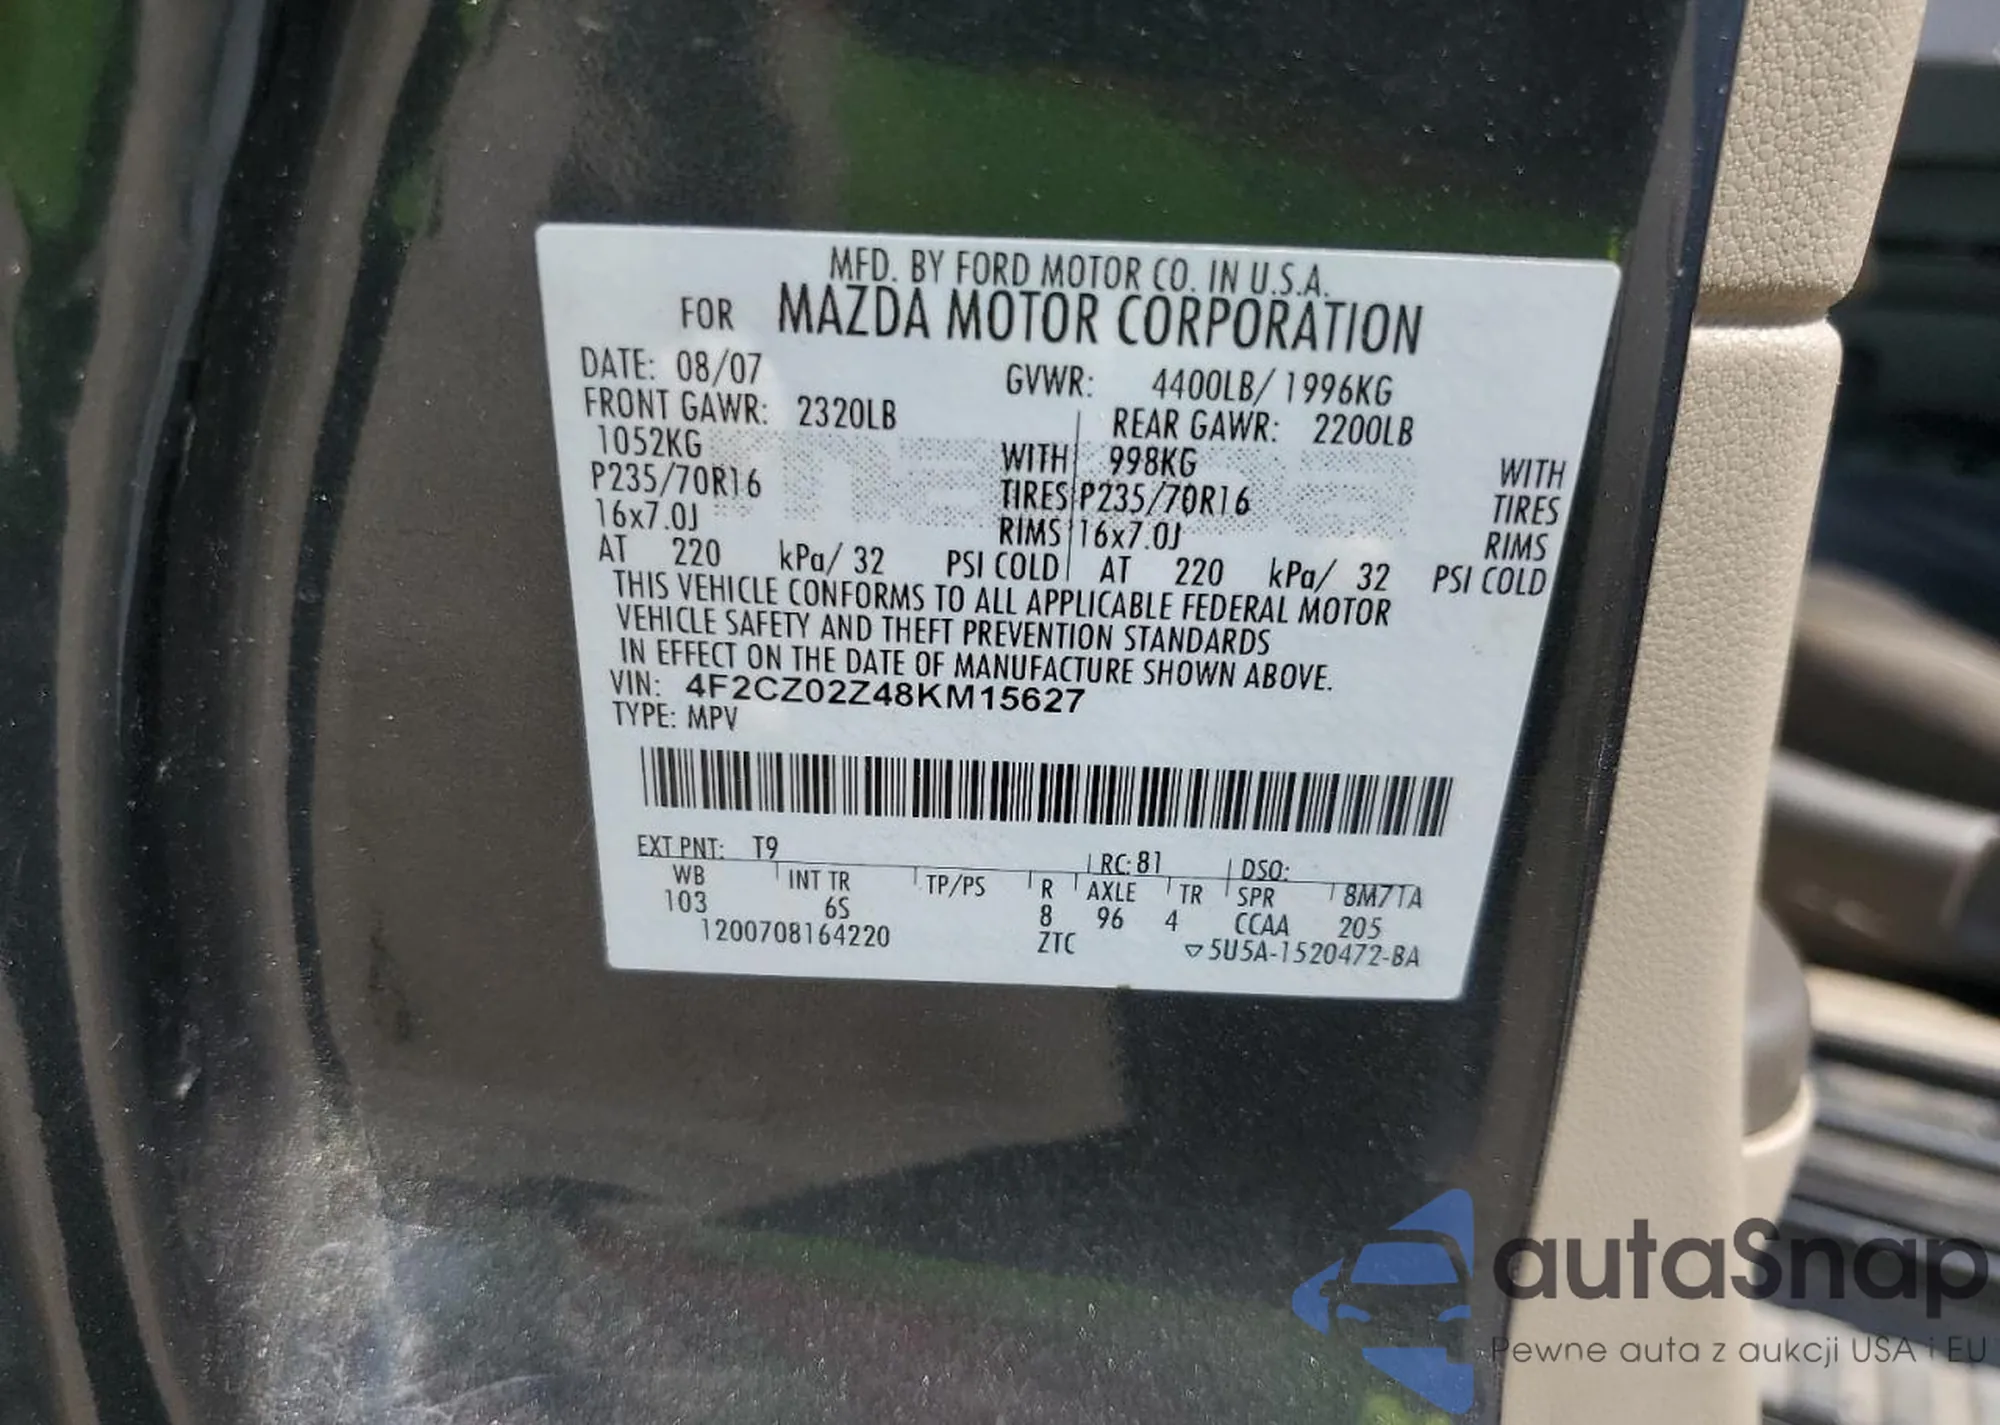 MFD. BY FORD MOTOR CO. IN U.S.A.
FOR MAZDA MOTOR CORPORATION
DATE: 08/07 GVWR: 4400LB/ 1996KG
FRONT GAWR: 2320LB REAR GAWR: 2200LB
1052KG WITH 998KG WITH
P235/70R16 TIRES P235/70R16 TIRES
16x7.0J RIMS 16x7.0J RIMS
AT 220 kPa/ 32 PSI COLD AT 220 kPa/ 32 PSI COLD
THIS VEHICLE CONFORMS TO ALL APPLICABLE FEDERAL MOTOR
VEHICLE SAFETY AND THEFT PREVENTION STANDARDS
IN EFFECT ON THE DATE OF MANUFACTURE SHOWN ABOVE.
VIN: 4F2CZ02Z48KM15627
TYPE: MPV
EXT PNT: T9 RC: 81 DSO:
WB INT TR TP/PS R AXLE TR SPR 8M71A
103 6S 8 96 4 CCAA 205
1200708164220 ZTC ▽5U5A-1520472-BA
autaSnap
Pewne auta z aukcji USA i EU